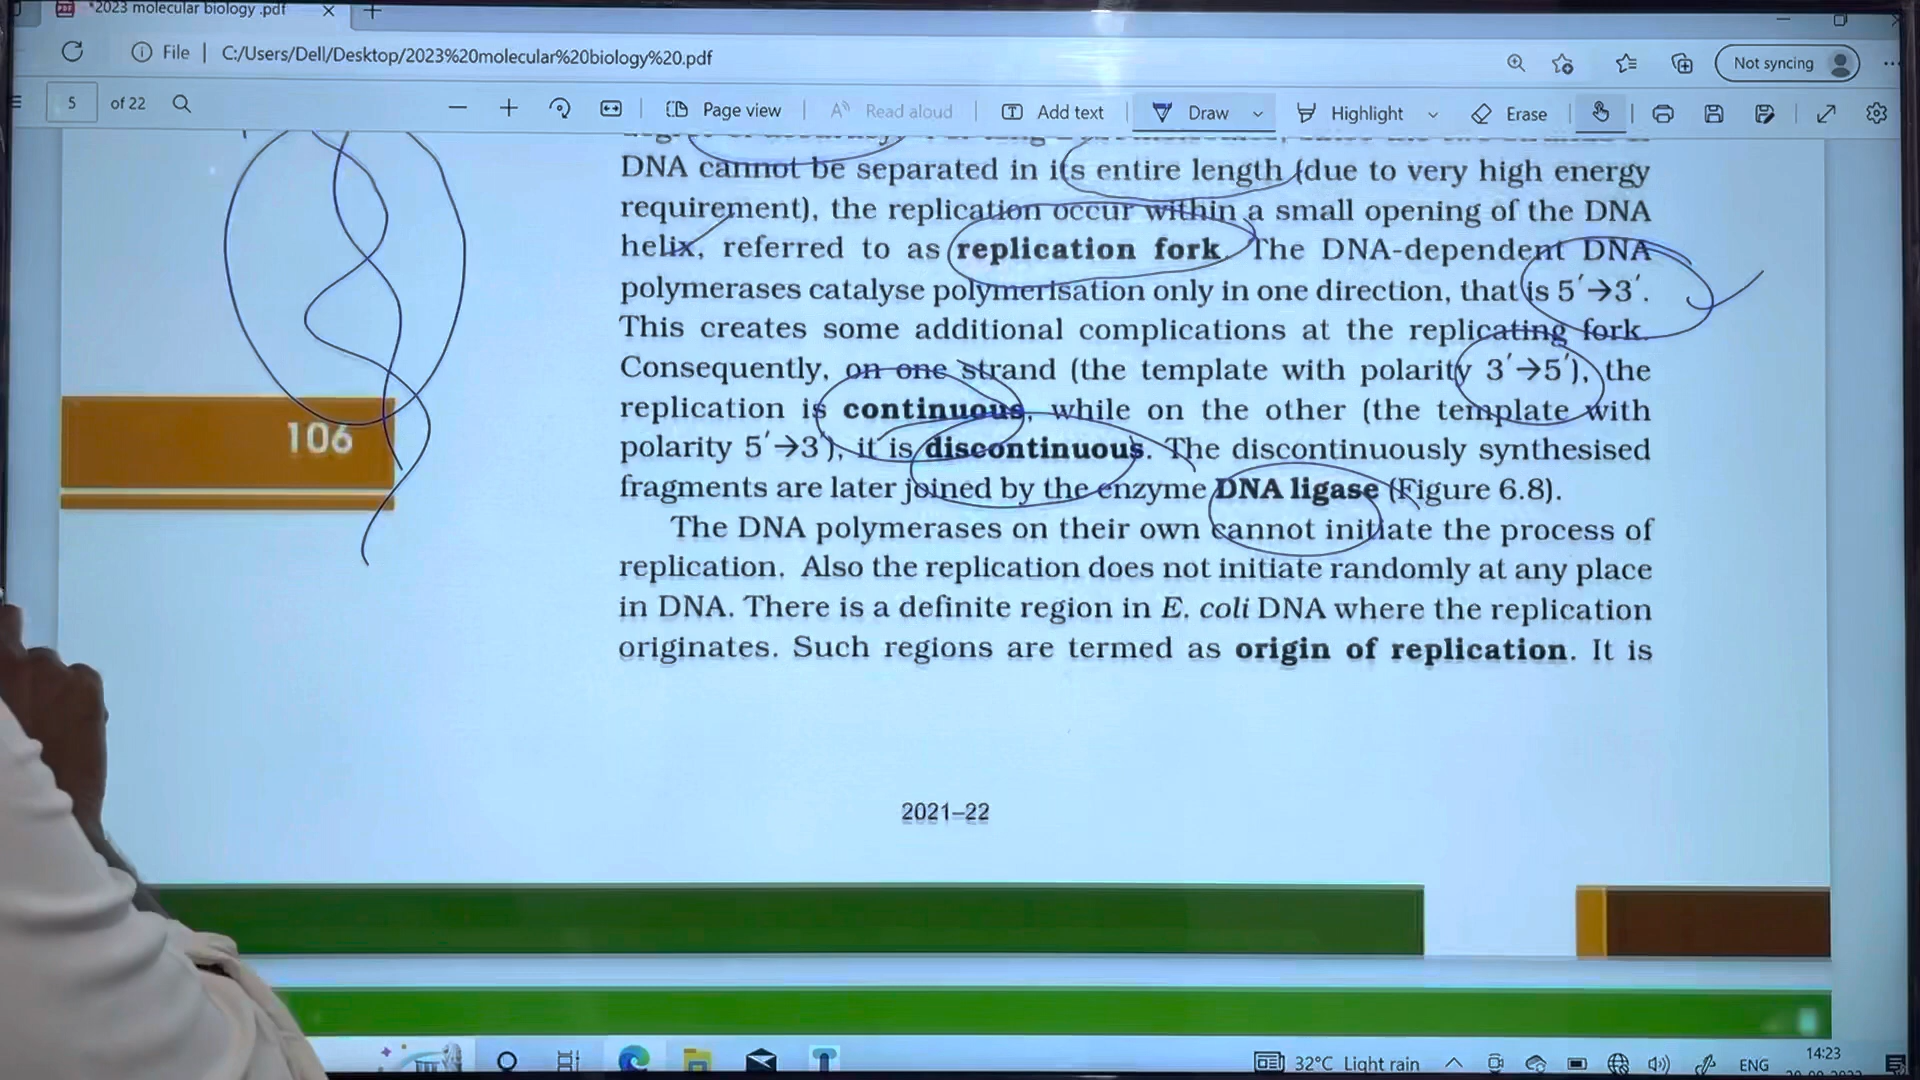 *2023 molecular biology .pdf
File
C:/Users/Dell/Desktop/2023%20molecular%20biology%20.pdf
Not syncing
5 of 22
Page view
Read aloud
Add text
Draw
Highlight
Erase
DNA cannot be separated in its entire length (due to very high energy
requirement), the replication occur within a small opening of the DNA
helix, referred to as replication fork. The DNA-dependent DNA
polymerases catalyse polymerisation only in one direction, that is 5′→3′.
This creates some additional complications at the replicating fork.
Consequently, on one strand (the template with polarity 3′→5′), the
replication is continuous, while on the other (the template with
polarity 5′→3′), it is discontinuous. The discontinuously synthesised
fragments are later joined by the enzyme DNA ligase (Figure 6.8).
The DNA polymerases on their own cannot initiate the process of
replication. Also the replication does not initiate randomly at any place
in DNA. There is a definite region in E. coli DNA where the replication
originates. Such regions are termed as origin of replication. It is
106
2021–22
32°C Light rain
ENG
14:23